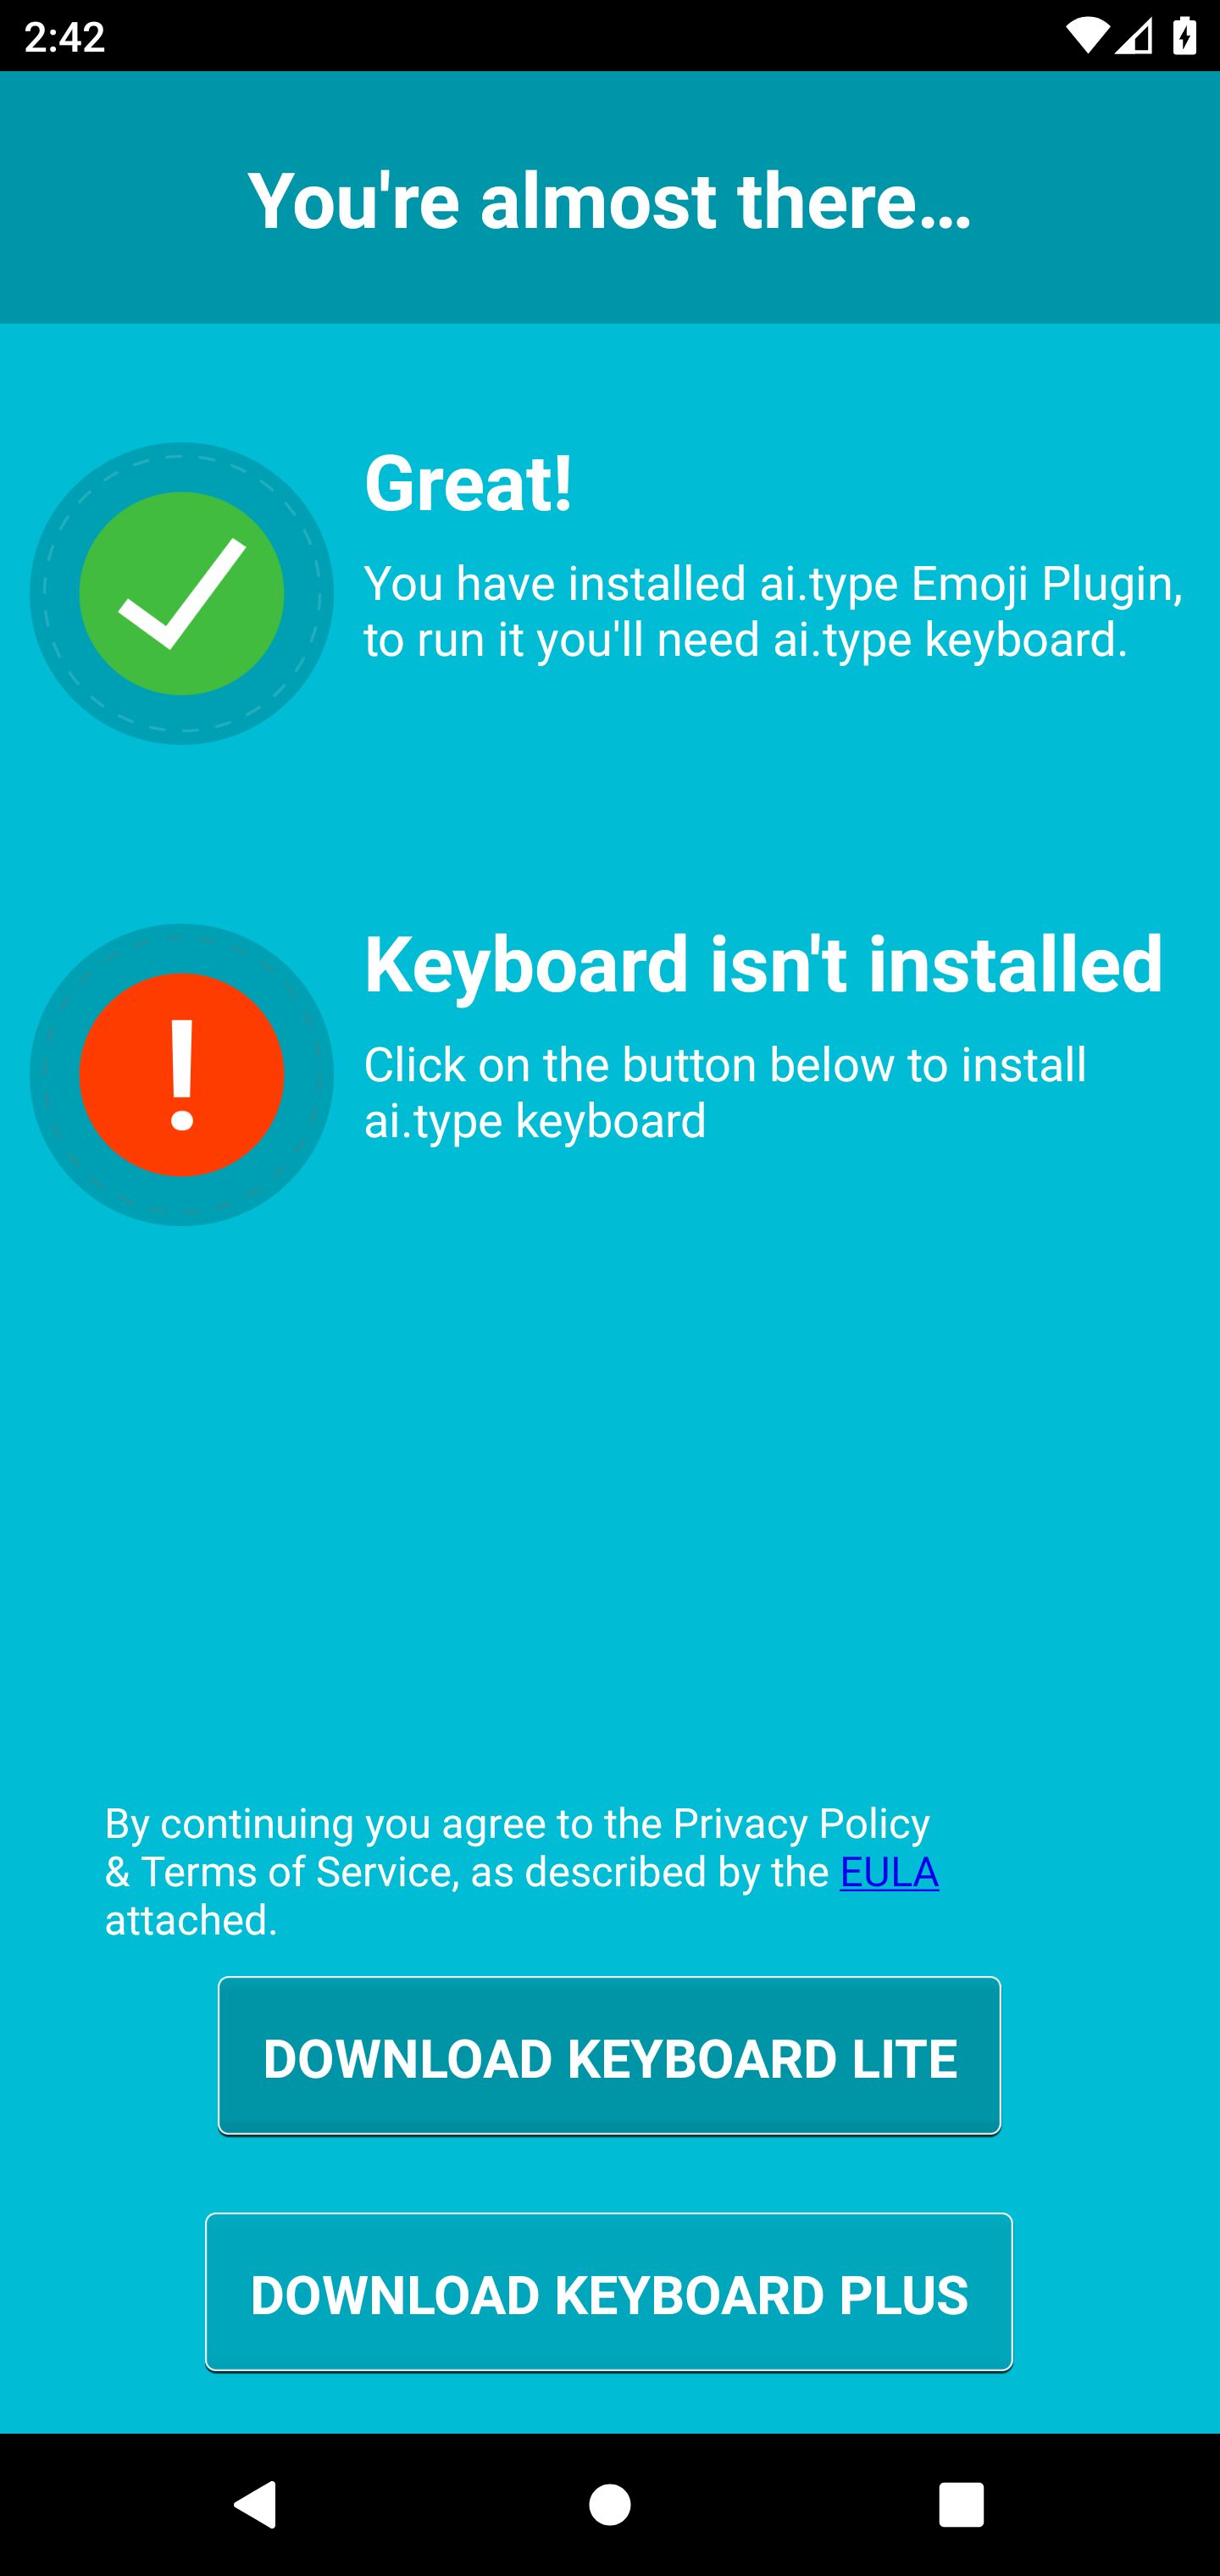 2:42
You're almost there…
Great!
You have installed ai.type Emoji Plugin,
to run it you'll need ai.type keyboard.
Keyboard isn't installed
Click on the button below to install
ai.type keyboard
By continuing you agree to the Privacy Policy
& Terms of Service, as described by the EULA
attached.
DOWNLOAD KEYBOARD LITE
DOWNLOAD KEYBOARD PLUS